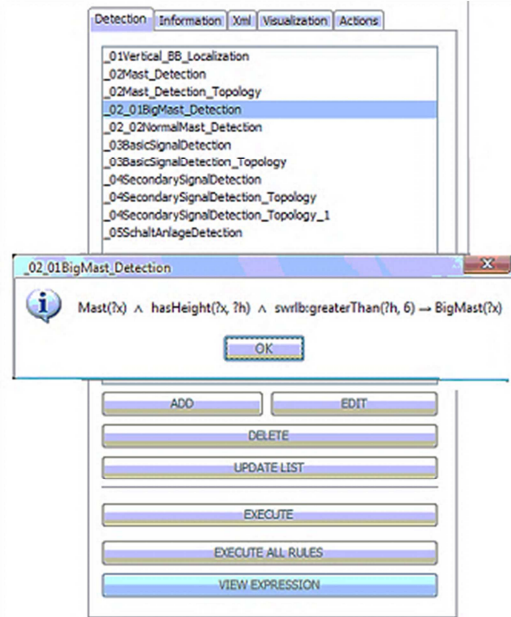 Detection Information Xml Visualization Actions
_01Vertical_BB_Localization
_02Mast_Detection
_02Mast_Detection_Topology
_02_01BigMast_Detection
_02_02NormalMast_Detection
_03BasicSignalDetection
_03BasicSignalDetection_Topology
_04SecondarySignalDetection
_04SecondarySignalDetection_Topology
_04SecondarySignalDetection_Topology_1
_05SchaltAnlageDetection
_02_01BigMast_Detection
Mast(?x) ∧ hasHeight(?x, ?h) ∧ swrlb:greaterThan(?h, 6) → BigMast(?x)
OK
ADD EDIT
DELETE
UPDATE LIST
EXECUTE
EXECUTE ALL RULES
VIEW EXPRESSION